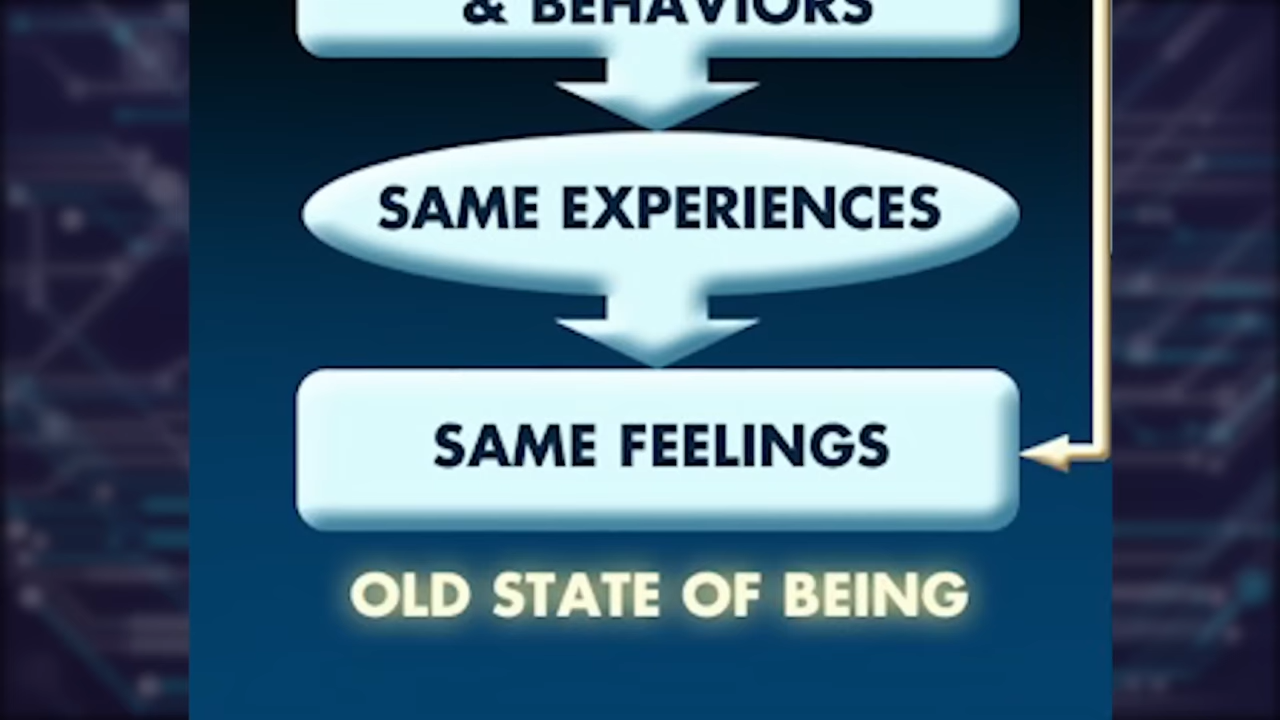 & BEHAVIORS
SAME EXPERIENCES
SAME FEELINGS
OLD STATE OF BEING